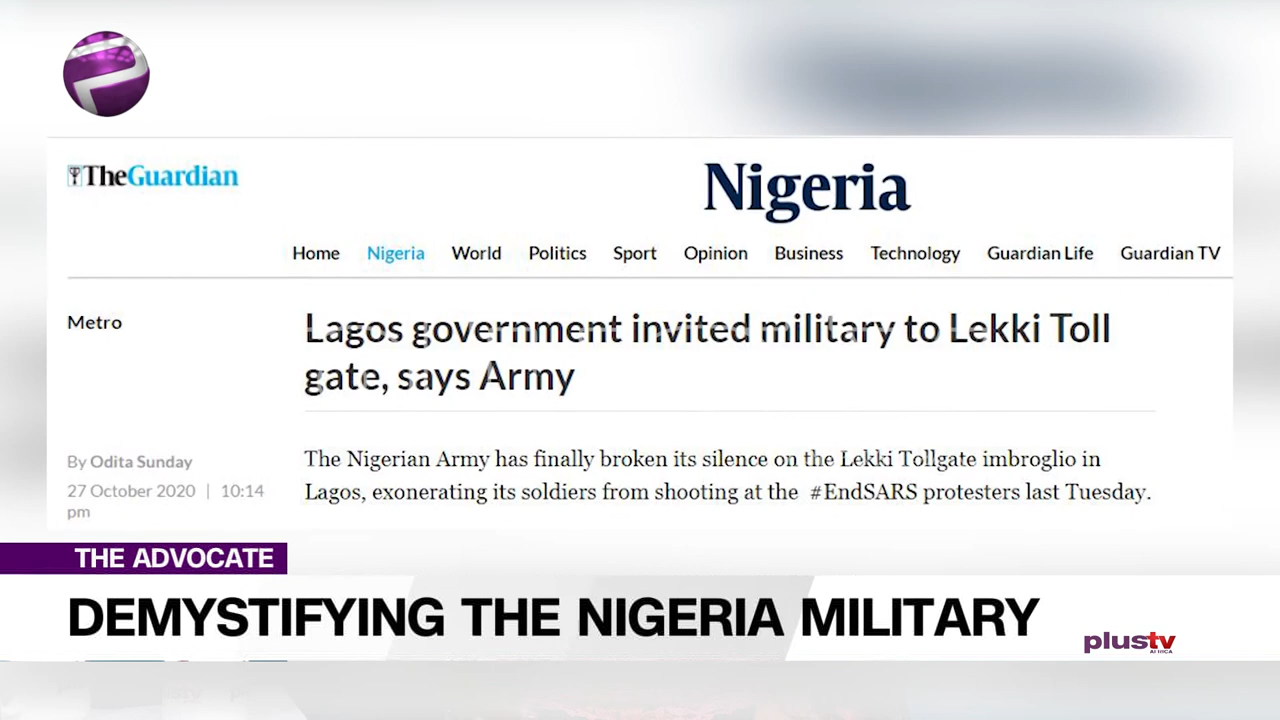 TheGuardian
Nigeria
Home Nigeria World Politics Sport Opinion Business Technology Guardian Life Guardian TV
Metro
Lagos government invited military to Lekki Toll
gate, says Army
By Odita Sunday
27 October 2020 | 10:14
pm
The Nigerian Army has finally broken its silence on the Lekki Tollgate imbroglio in
Lagos, exonerating its soldiers from shooting at the #EndSARS protesters last Tuesday.
THE ADVOCATE
DEMYSTIFYING THE NIGERIA MILITARY
plustv
AFRICA